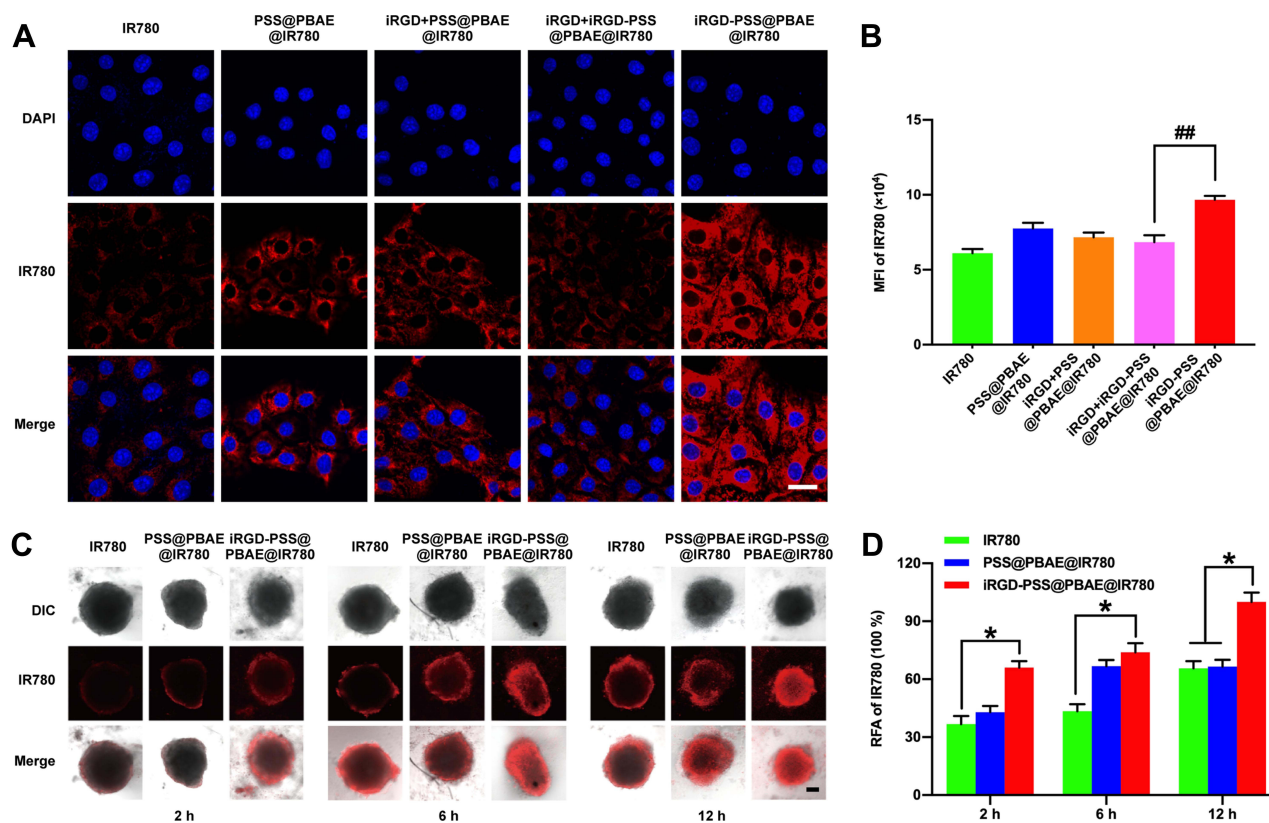 A
IR780
PSS@PBAE
@IR780
iRGD+PSS@PBAE
@IR780
iRGD+iRGD-PSS
@PBAE@IR780
iRGD-PSS@PBAE
@IR780
DAPI
IR780
Merge
B
MFI of IR780 (×10⁴)
15
10
5
0
##
IR780
PSS@PBAE
@IR780
iRGD+PSS
@PBAE@IR780
iRGD+iRGD-PSS
@PBAE@IR780
iRGD-PSS
@PBAE@IR780
C
IR780
PSS@PBAE
@IR780
iRGD-PSS@
PBAE@IR780
IR780
PSS@PBAE
@IR780
iRGD-PSS@
PBAE@IR780
IR780
PSS@PBAE
@IR780
iRGD-PSS@
PBAE@IR780
DIC
IR780
Merge
2 h
6 h
12 h
D
IR780
PSS@PBAE@IR780
iRGD-PSS@PBAE@IR780
RFA of IR780 (100 %)
120
90
60
30
0
*
*
*
2 h
6 h
12 h